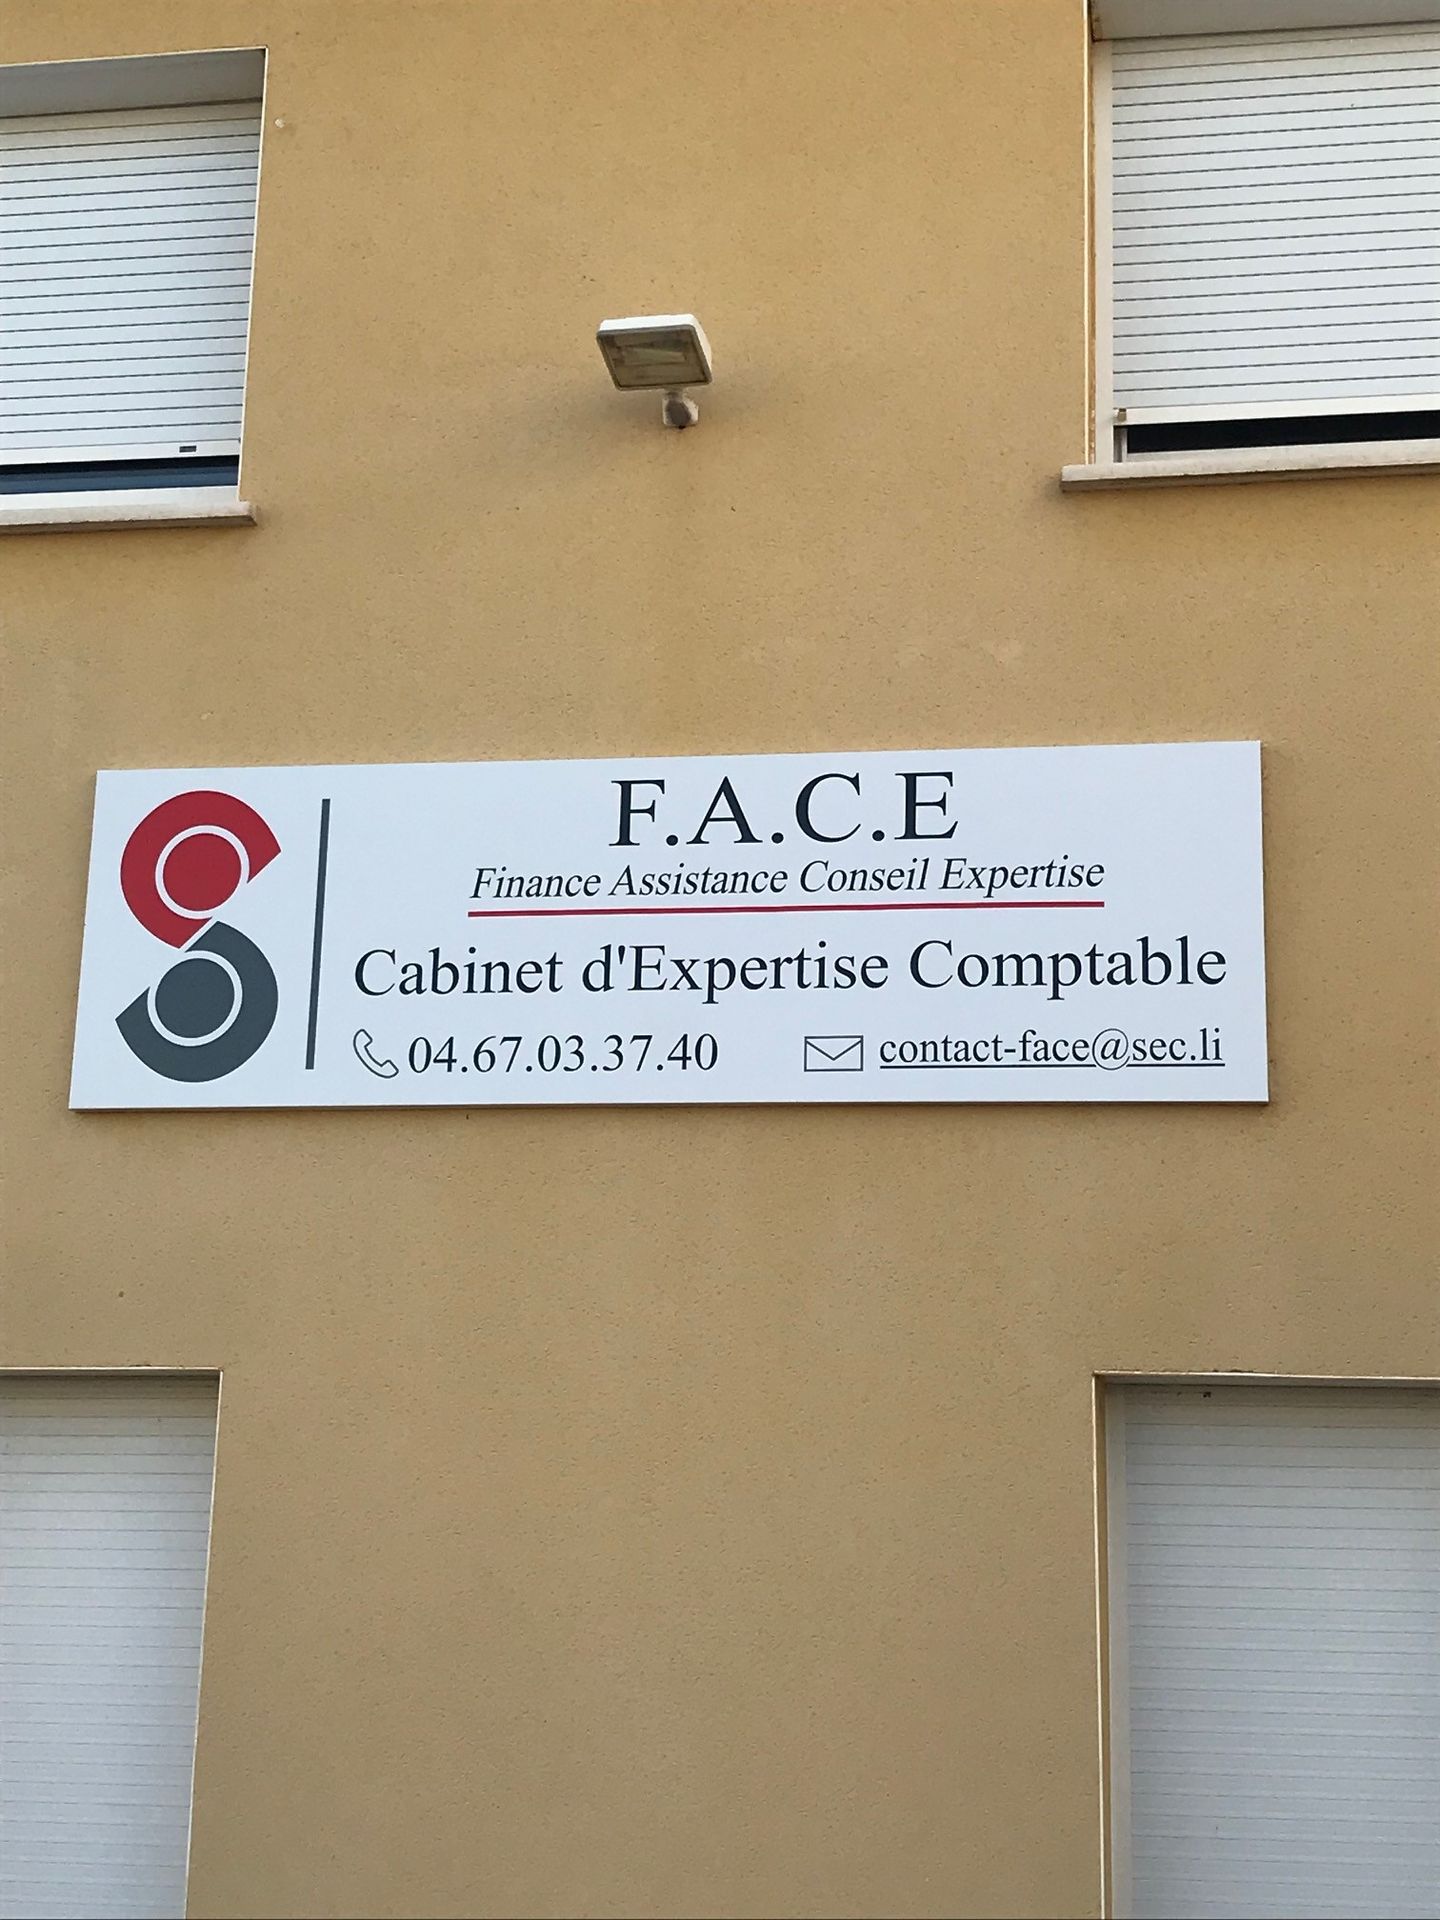 F.A.C.E
Finance Assistance Conseil Expertise
Cabinet d'Expertise Comptable
04.67.03.37.40
contact-face@sec.li